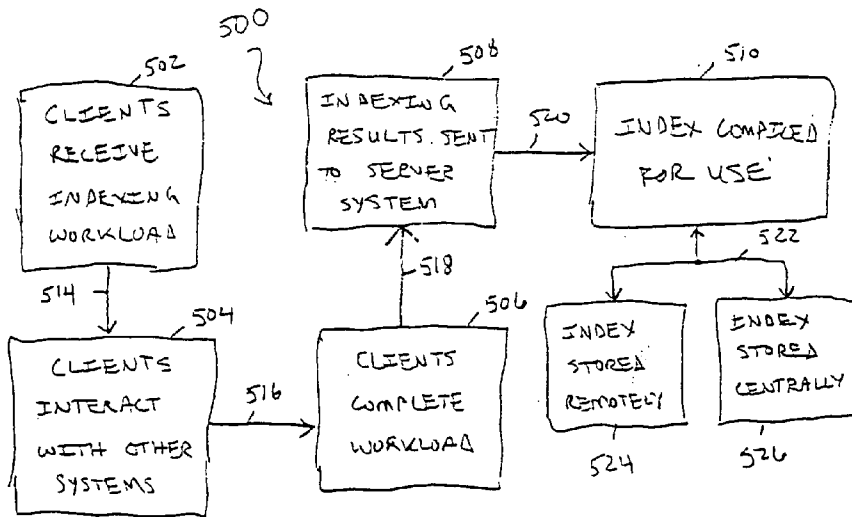 500
502
CLIENTS
RECEIVE
INDEXING
WORKLOAD
514
504
CLIENTS
INTERACT
WITH OTHER
SYSTEMS
516
506
CLIENTS
COMPLETE
WORKLOAD
518
508
INDEXING
RESULTS SENT
TO SERVER
SYSTEM
520
510
INDEX COMPILED
FOR USE
522
INDEX
STORED
REMOTELY
524
INDEX
STORED
CENTRALLY
526